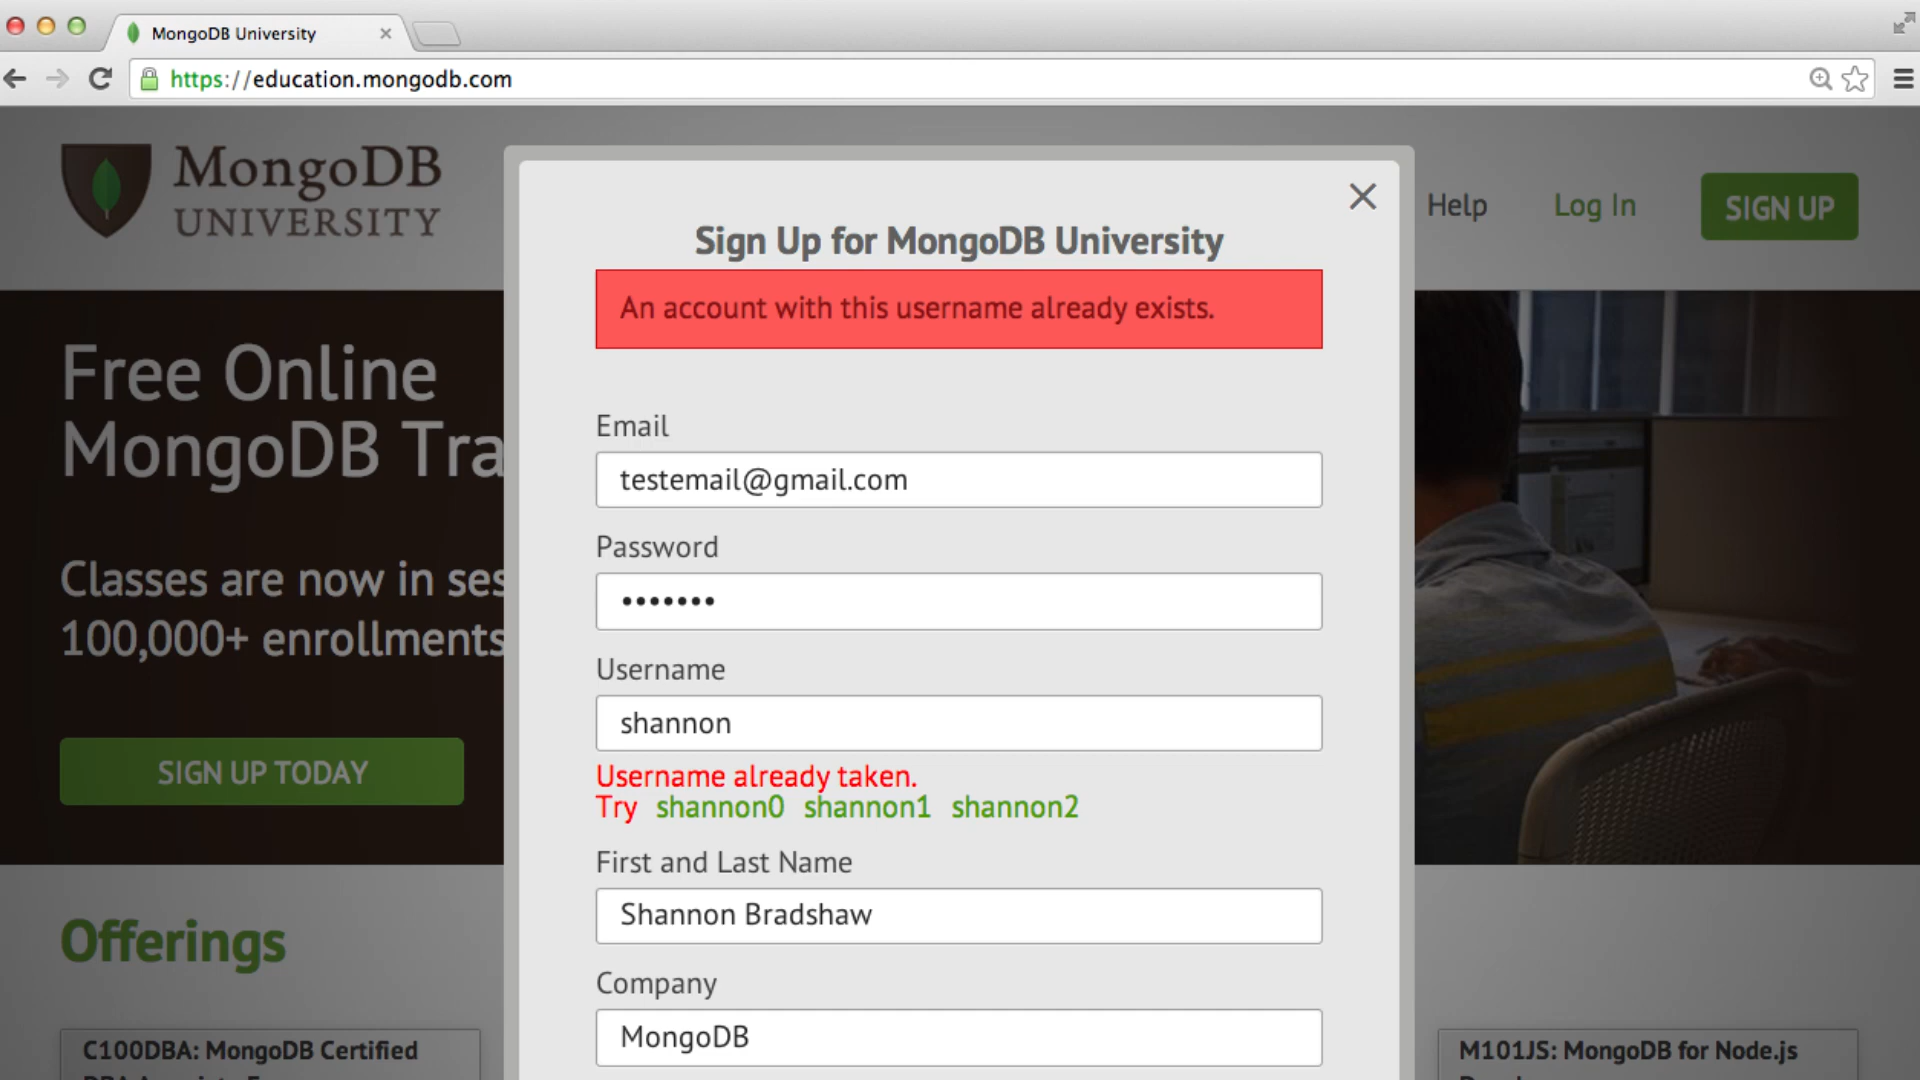 MongoDB University
https://education.mongodb.com
MongoDB
UNIVERSITY
Help
Log In
SIGN UP
Sign Up for MongoDB University
An account with this username already exists.
Free Online
MongoDB Tra
Classes are now in ses
100,000+ enrollments
SIGN UP TODAY
Email
testemail@gmail.com
Password
•••••••
Username
shannon
Username already taken.
Try shannon0 shannon1 shannon2
First and Last Name
Shannon Bradshaw
Company
MongoDB
Offerings
C100DBA: MongoDB Certified
M101JS: MongoDB for Node.js